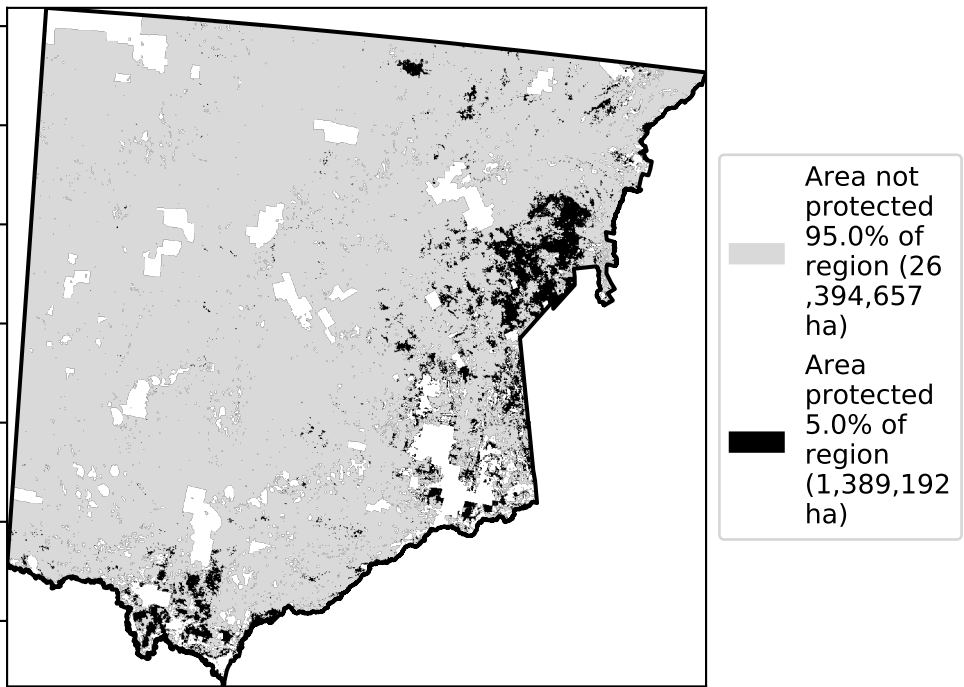 Area not
protected
95.0% of
region (26
,394,657
ha)
Area
protected
5.0% of
region
(1,389,192
ha)